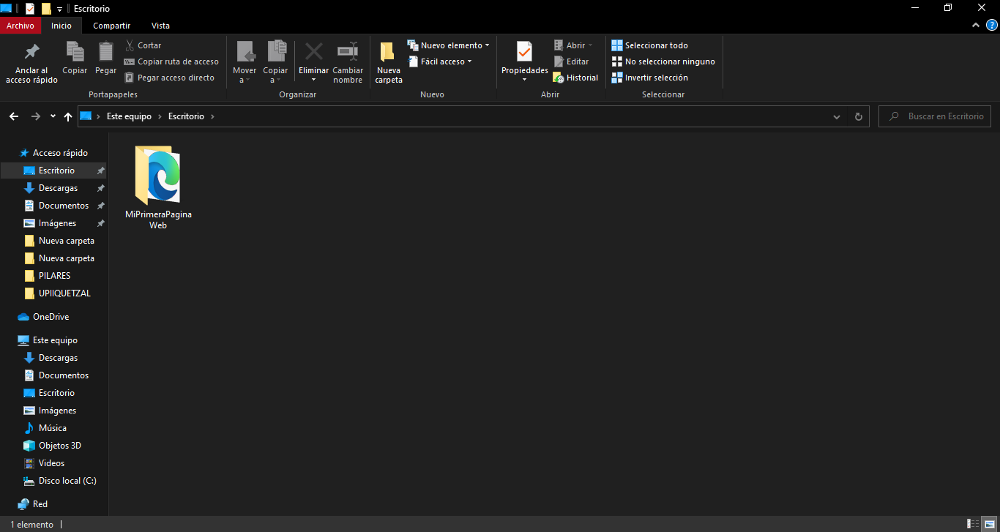 Escritorio
Archivo Inicio Compartir Vista
Anclar al
acceso rápido
Copiar
Pegar
Cortar
Copiar ruta de acceso
Pegar acceso directo
Portapapeles
Mover
a
Copiar
a
Eliminar
Cambiar
nombre
Organizar
Nueva
carpeta
Nuevo elemento
Fácil acceso
Nuevo
Propiedades
Abrir
Editar
Historial
Abrir
Seleccionar todo
No seleccionar ninguno
Invertir selección
Seleccionar
Este equipo Escritorio
Buscar en Escritorio
Acceso rápido
Escritorio
Descargas
Documentos
Imágenes
Nueva carpeta
Nueva carpeta
PILARES
UPIIQUETZAL
OneDrive
Este equipo
Descargas
Documentos
Escritorio
Imágenes
Música
Objetos 3D
Videos
Disco local (C:)
Red
MiPrimeraPagina
Web
1 elemento